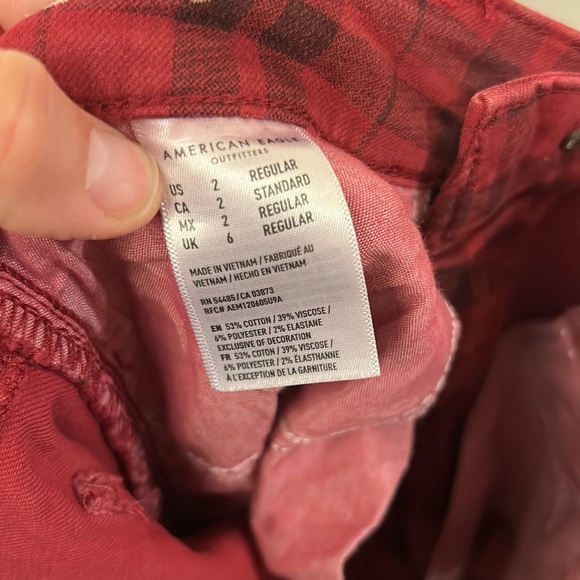 AMERICAN EAGLE
OUTFITTERS
US 2 REGULAR
CA 2 STANDARD
MX 2 REGULAR
UK 6 REGULAR
MADE IN VIETNAM / FABRIQUÉ AU
VIETNAM / HECHO EN VIETNAM
RN 54485 / CA 03873
RFC# AEM120605U9A
EN 53% COTTON / 39% VISCOSE /
6% POLYESTER / 2% ELASTANE
EXCLUSIVE OF DECORATION
FR 53% COTON / 39% VISCOSE /
6% POLYESTER / 2% ÉLASTHANNE
À L'EXCEPTION DE LA GARNITURE